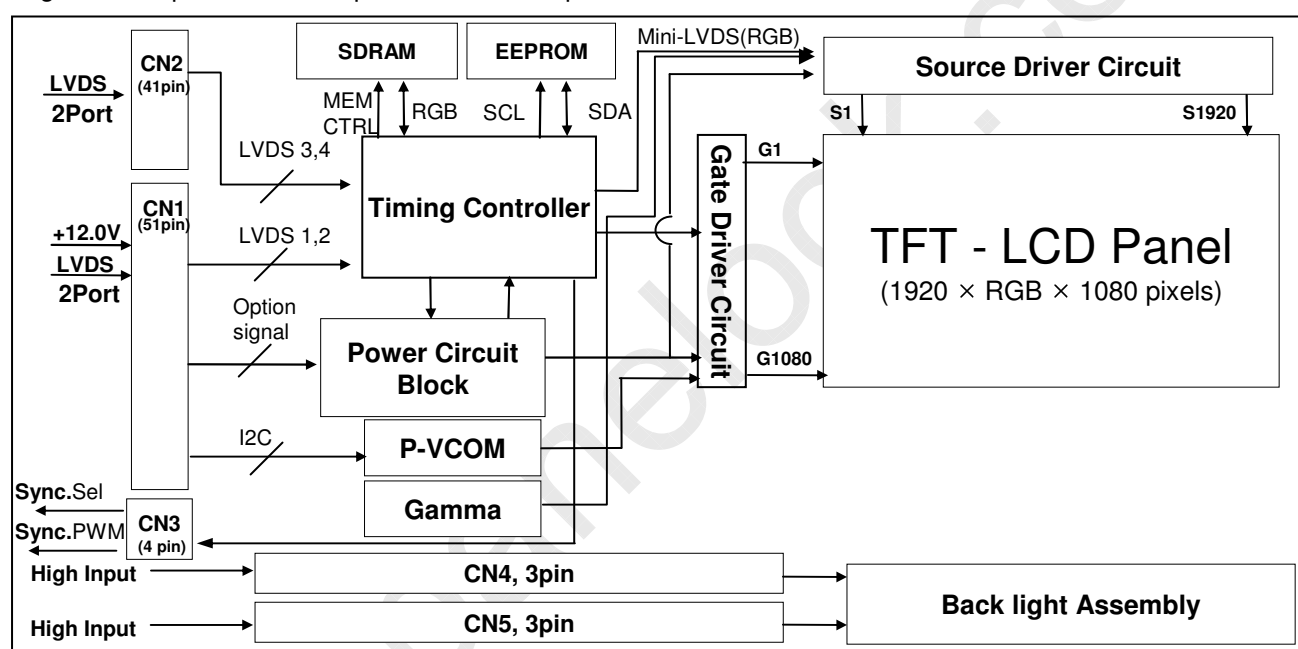 CN2
(41pin)
LVDS
2Port
SDRAM
EEPROM
Mini-LVDS(RGB)
Source Driver Circuit
MEM
CTRL
RGB
SCL
SDA
S1
S1920
LVDS 3,4
Timing Controller
Gate Driver Circuit
G1
TFT - LCD Panel
(1920 × RGB × 1080 pixels)
G1080
CN1
(51pin)
+12.0V
LVDS
2Port
LVDS 1,2
Option
signal
Power Circuit
Block
I2C
P-VCOM
Gamma
Sync.Sel
Sync.PWM
CN3
(4 pin)
High Input
CN4, 3pin
Back light Assembly
High Input
CN5, 3pin